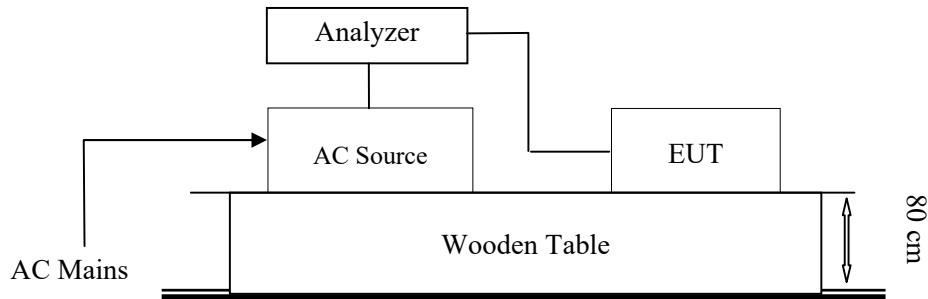 Analyzer
AC Source
EUT
80 cm
Wooden Table
AC Mains